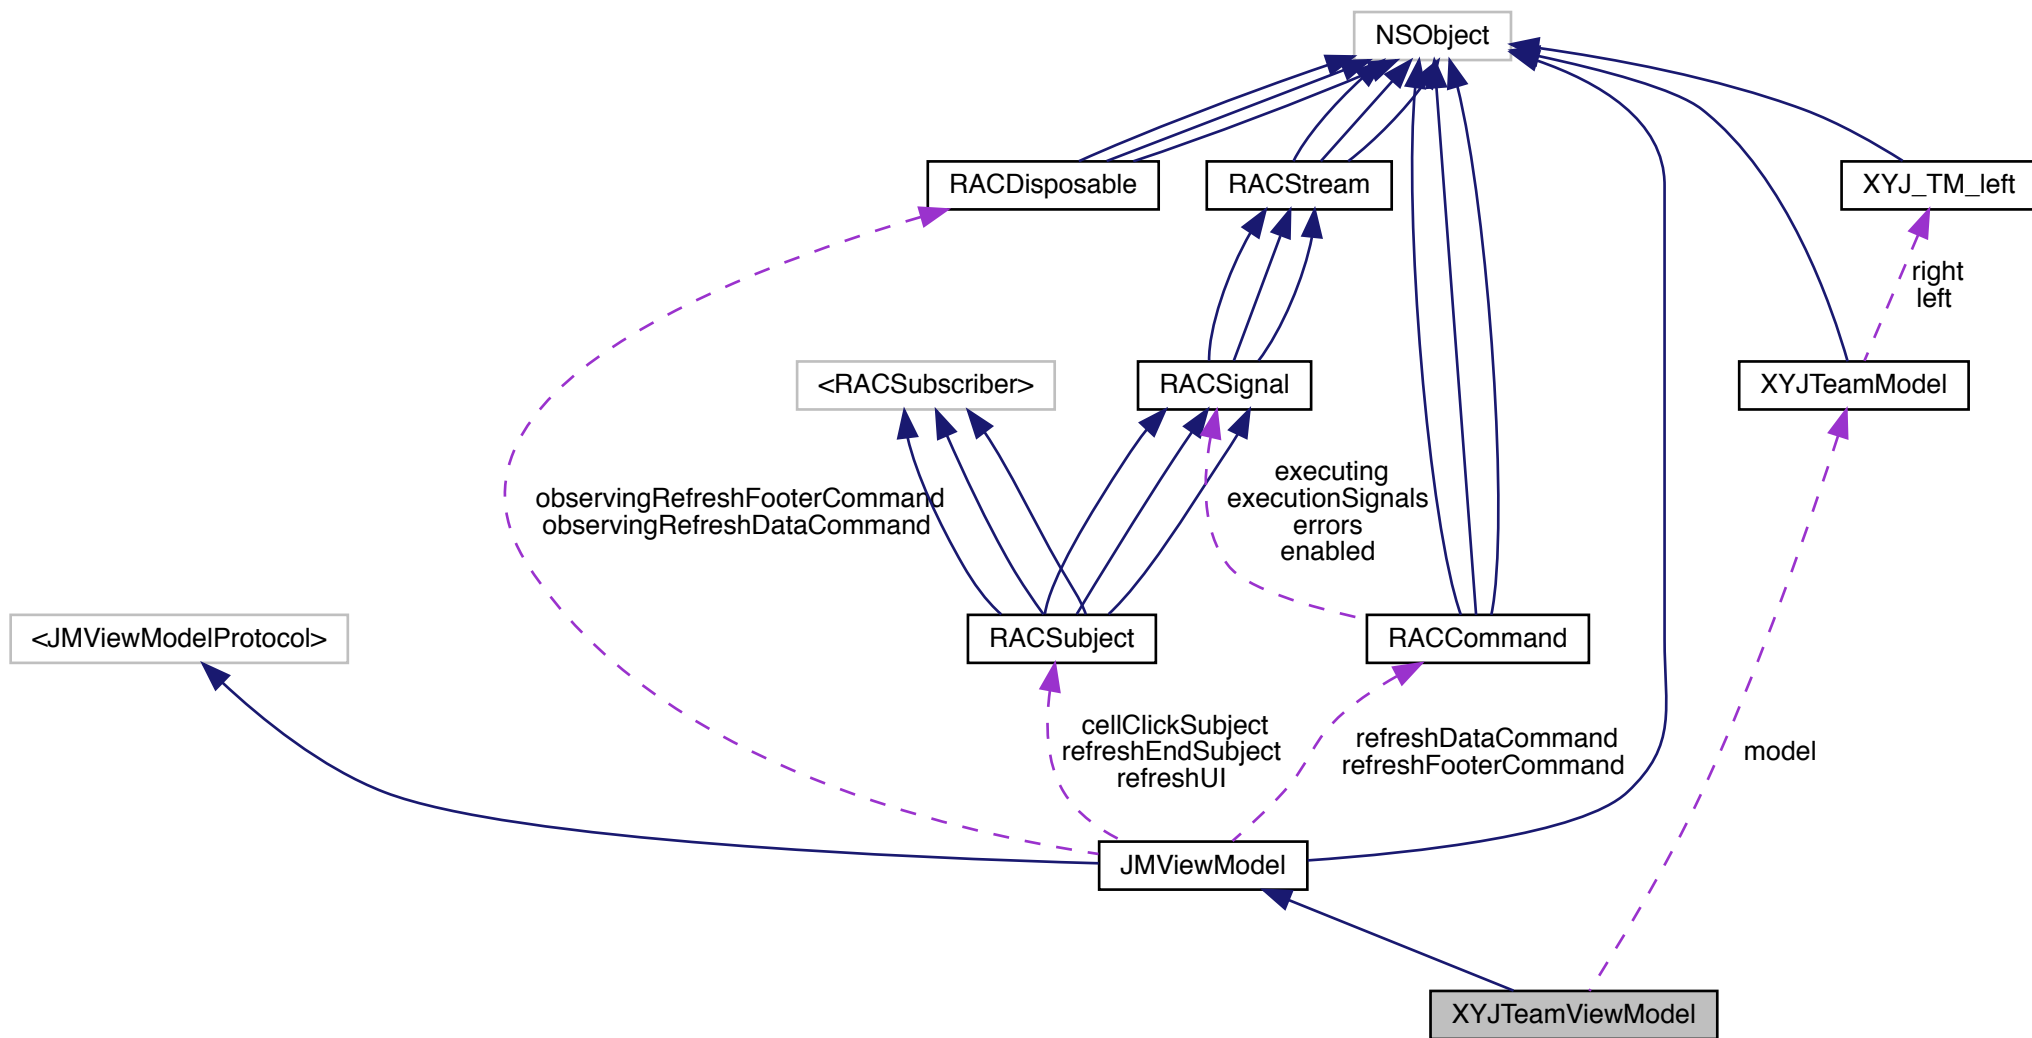 NSObject
RACDisposable
RACStream
XYJ_TM_left
right
left
<RACSubscriber>
RACSignal
XYJTeamModel
executing
executionSignals
errors
enabled
observingRefreshFooterCommand
observingRefreshDataCommand
<JMViewModelProtocol>
RACSubject
RACCommand
cellClickSubject
refreshEndSubject
refreshUI
refreshDataCommand
refreshFooterCommand
model
JMViewModel
XYJTeamViewModel